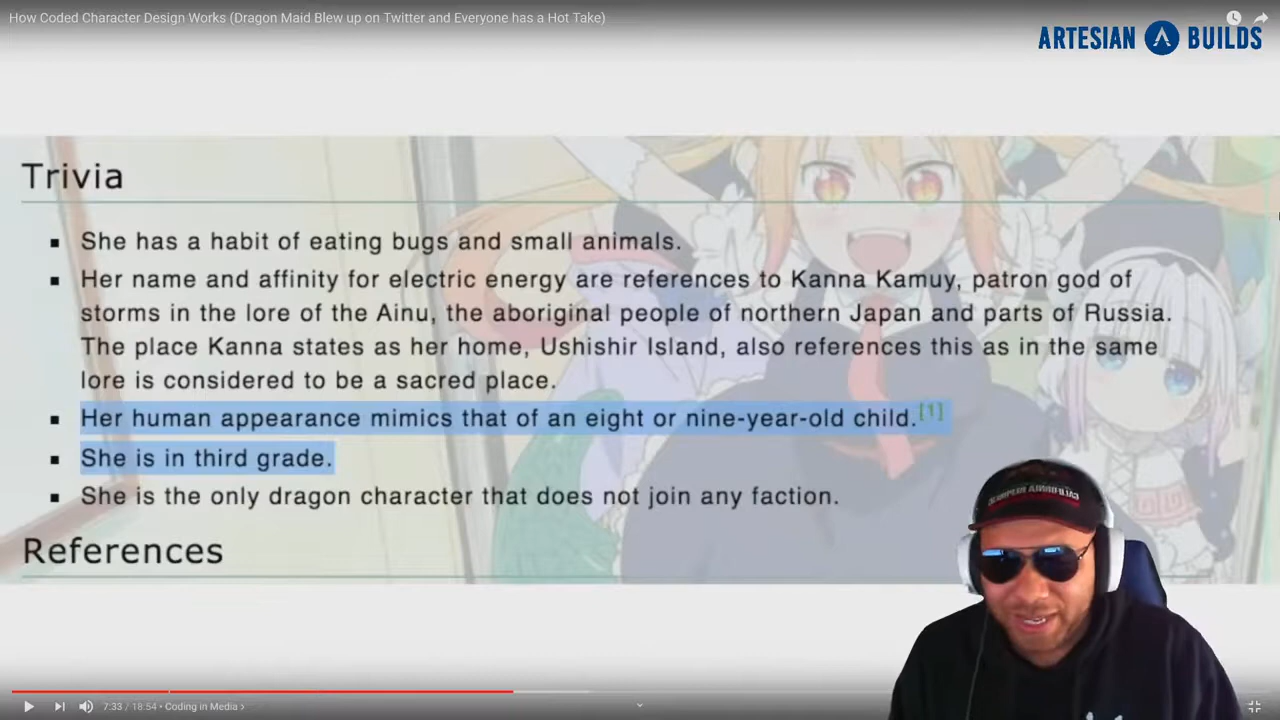 How Coded Character Design Works (Dragon Maid Blew up on Twitter and Everyone has a Hot Take)
ARTESIAN BUILDS
Trivia
She has a habit of eating bugs and small animals.
Her name and affinity for electric energy are references to Kanna Kamuy, patron god of
storms in the lore of the Ainu, the aboriginal people of northern Japan and parts of Russia.
The place Kanna states as her home, Ushishir Island, also references this as in the same
lore is considered to be a sacred place.
Her human appearance mimics that of an eight or nine-year-old child.[1]
She is in third grade.
She is the only dragon character that does not join any faction.
References
7:33 / 18:54 • Coding in Media ›